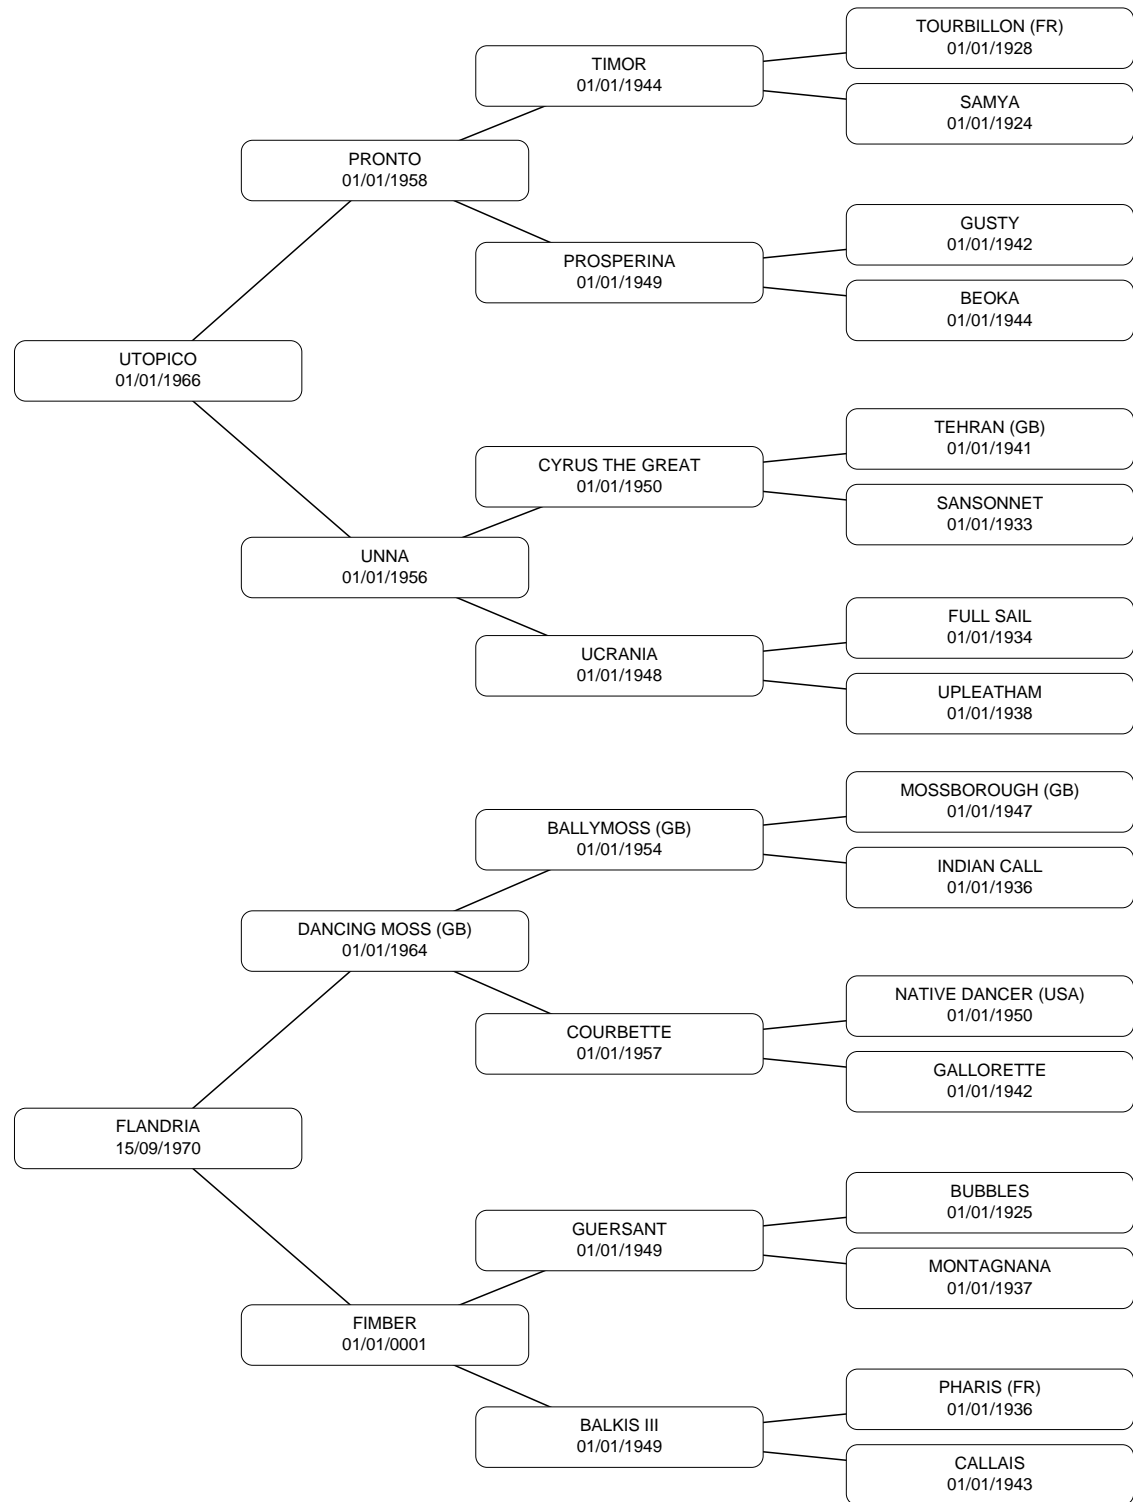 TOURBILLON (FR)
01/01/1928
TIMOR
01/01/1944
SAMYA
01/01/1924
PRONTO
01/01/1958
GUSTY
01/01/1942
PROSPERINA
01/01/1949
BEOKA
01/01/1944
UTOPICO
01/01/1966
TEHRAN (GB)
01/01/1941
CYRUS THE GREAT
01/01/1950
SANSONNET
01/01/1933
UNNA
01/01/1956
FULL SAIL
01/01/1934
UCRANIA
01/01/1948
UPLEATHAM
01/01/1938
MOSSBOROUGH (GB)
01/01/1947
BALLYMOSS (GB)
01/01/1954
INDIAN CALL
01/01/1936
DANCING MOSS (GB)
01/01/1964
NATIVE DANCER (USA)
01/01/1950
COURBETTE
01/01/1957
GALLORETTE
01/01/1942
FLANDRIA
15/09/1970
BUBBLES
01/01/1925
GUERSANT
01/01/1949
MONTAGNANA
01/01/1937
FIMBER
01/01/0001
PHARIS (FR)
01/01/1936
BALKIS III
01/01/1949
CALLAIS
01/01/1943